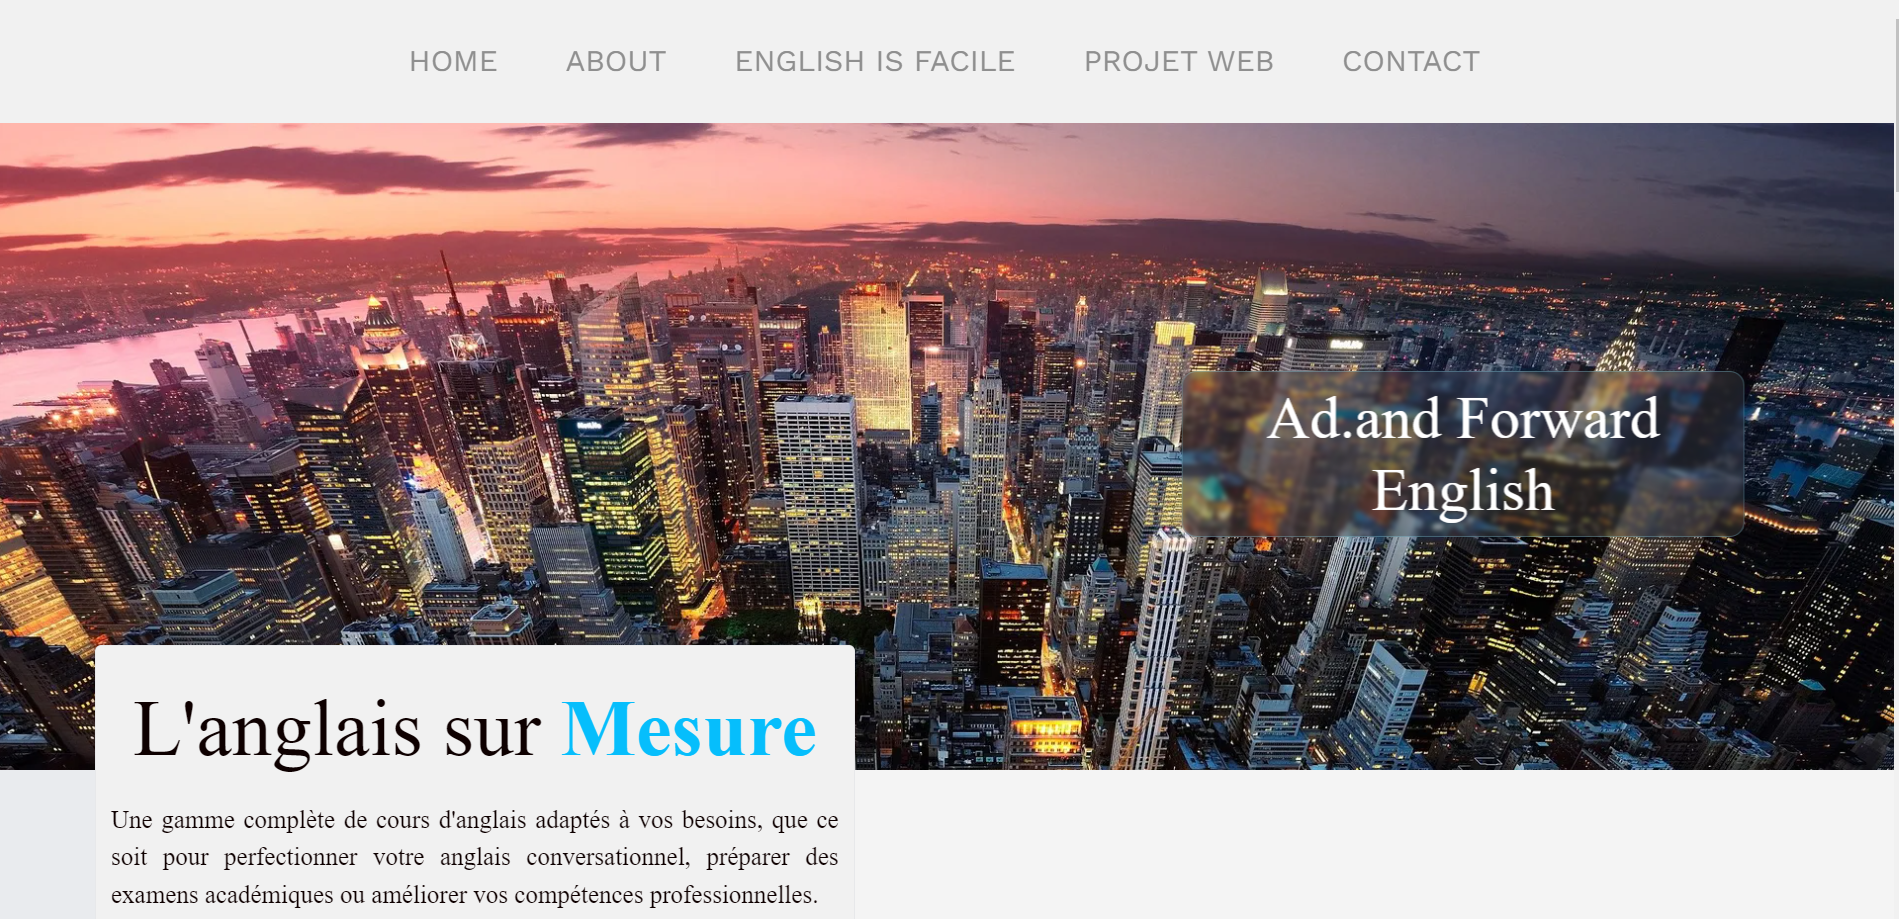 HOME ABOUT ENGLISH IS FACILE PROJET WEB CONTACT
MetLife
Ad.and Forward
English
MetLife
L'anglais sur Mesure
Une gamme complète de cours d'anglais adaptés à vos besoins, que ce
soit pour perfectionner votre anglais conversationnel, préparer des
examens académiques ou améliorer vos compétences professionnelles.